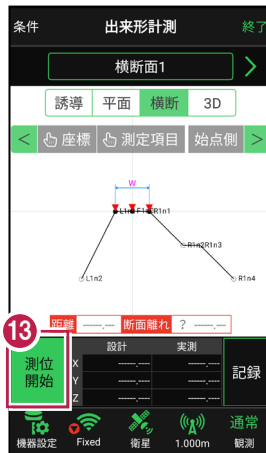 条件 出来形計測 終了
横断面1 >
誘導 平面 横断 3D
< 座標 測定項目 始点側 >
W
L1n1 F1n1 R1n1
R1n2 R1n3
L1n2 R1n4
距離 ---.--- 断面離れ ? ---.---
13
測位
開始
設計 実測
X ---.--- ---.---
Y ---.--- ---.---
Z ---.--- ---.---
記録
機器設定 Fixed 衛星 1.000m 通常
観測